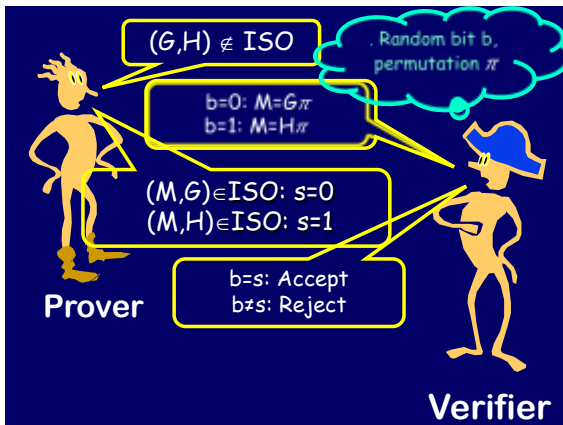 (G,H) ∉ ISO
. Random bit b,
permutation π
b=0: M=Gπ
b=1: M=Hπ
(M,G)∈ISO: s=0
(M,H)∈ISO: s=1
b=s: Accept
b≠s: Reject
Prover
Verifier